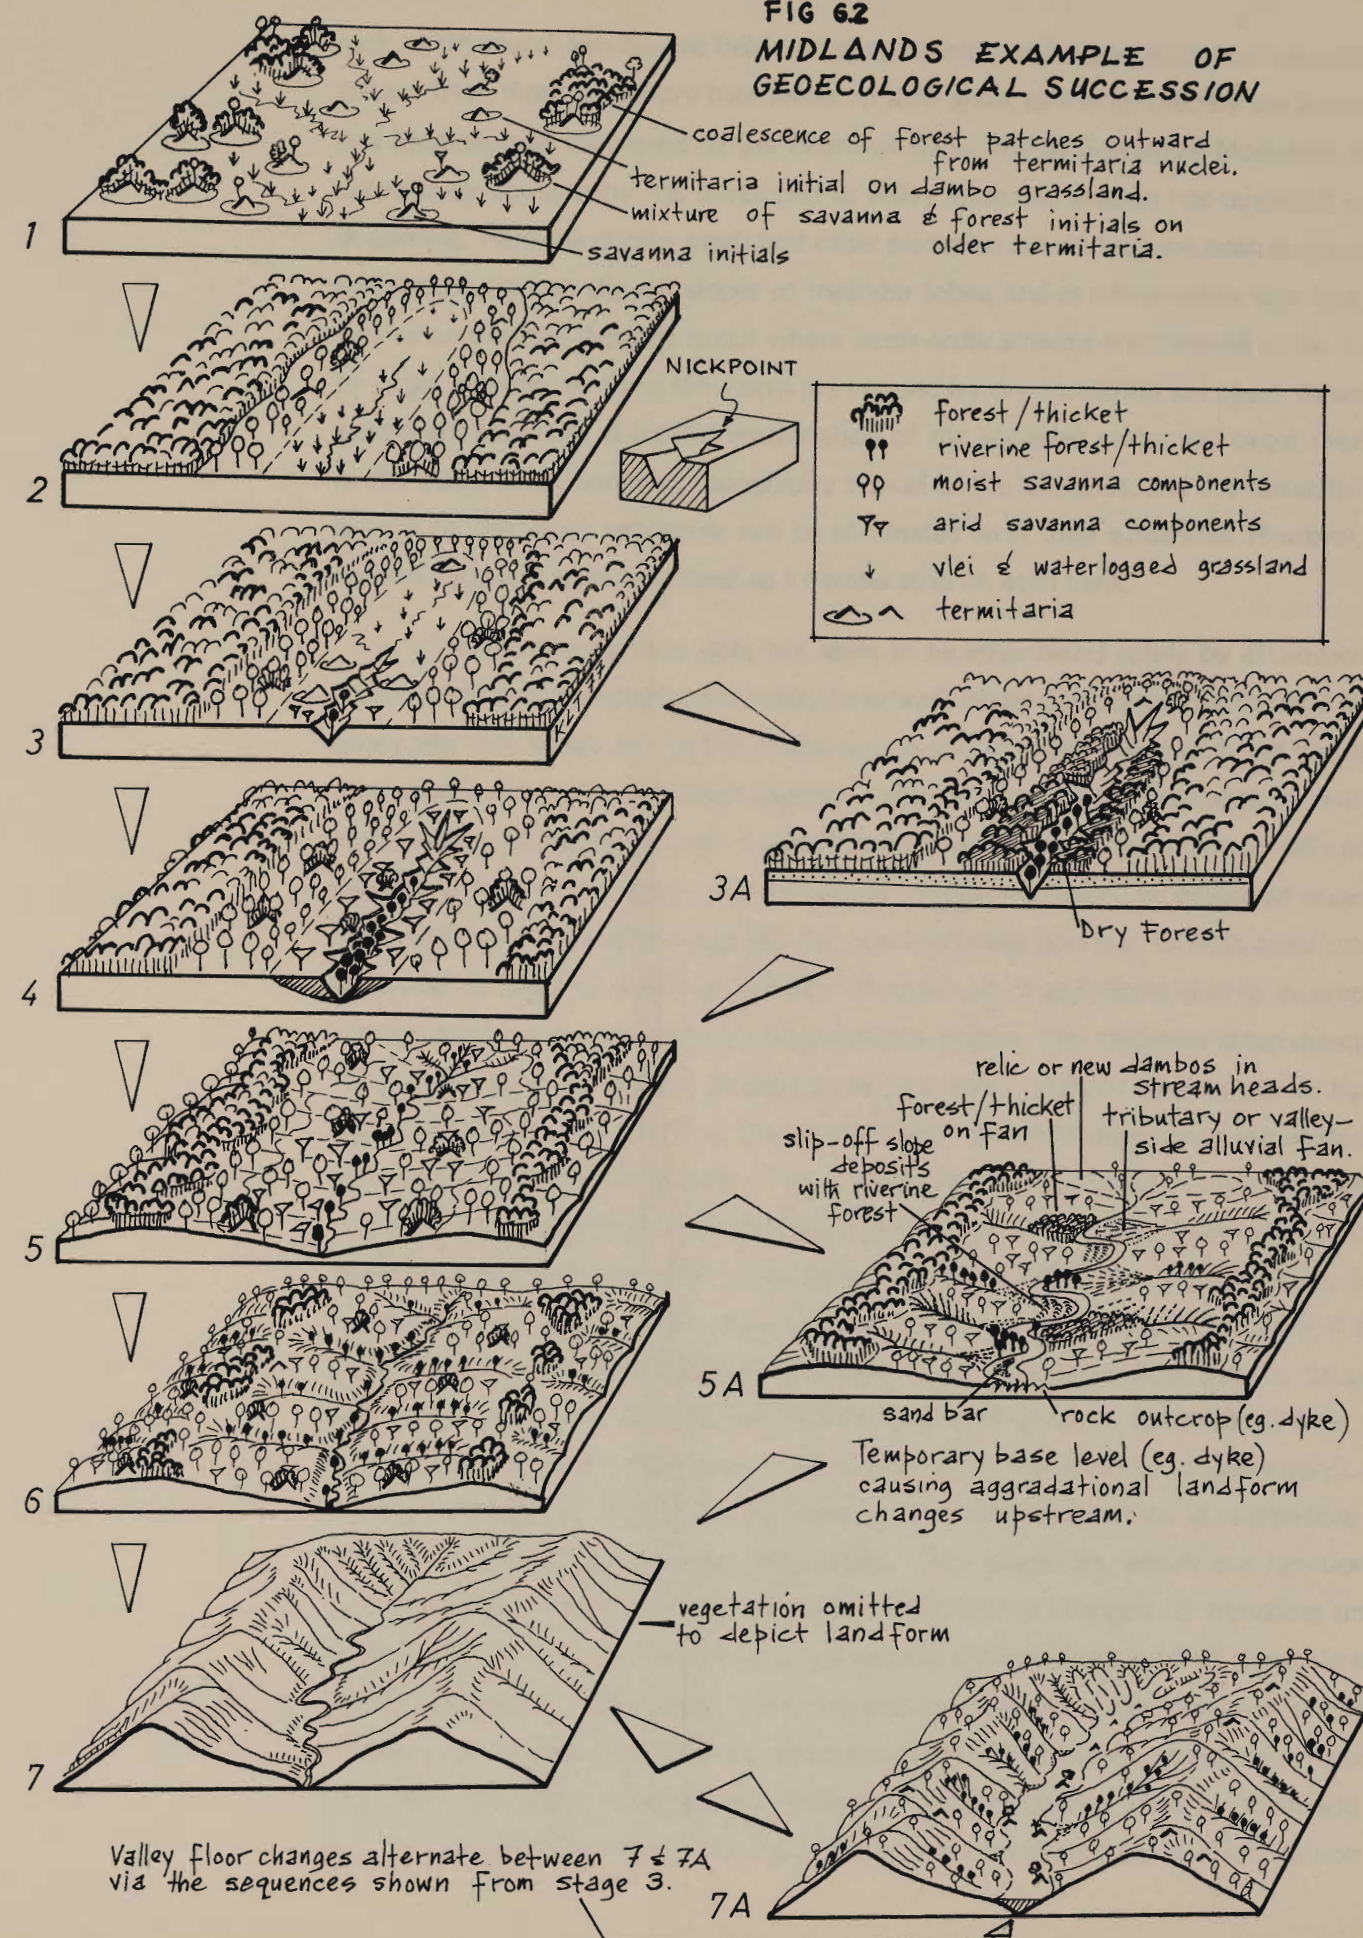 FIG 6.2
MIDLANDS EXAMPLE OF
GEOECOLOGICAL SUCCESSION
coalescence of forest patches outward
from termitaria nuclei.
termitaria initial on dambo grassland.
mixture of savanna & forest initials on
older termitaria.
savanna initials
1
2
NICKPOINT
forest/thicket
riverine forest/thicket
moist savanna components
arid savanna components
vlei & waterlogged grassland
termitaria
3
3A
Dry Forest
4
relic or new dambos in
stream heads.
forest/thicket
on fan
tributary or valley-
side alluvial fan.
slip-off slope
deposits
with riverine
forest
5
5A
sand bar
rock outcrop (eg. dyke)
Temporary base level (eg. dyke)
causing aggradational landform
changes upstream.
6
vegetation omitted
to depict landform
7
Valley floor changes alternate between 7 & 7A
via the sequences shown from stage 3.
7A